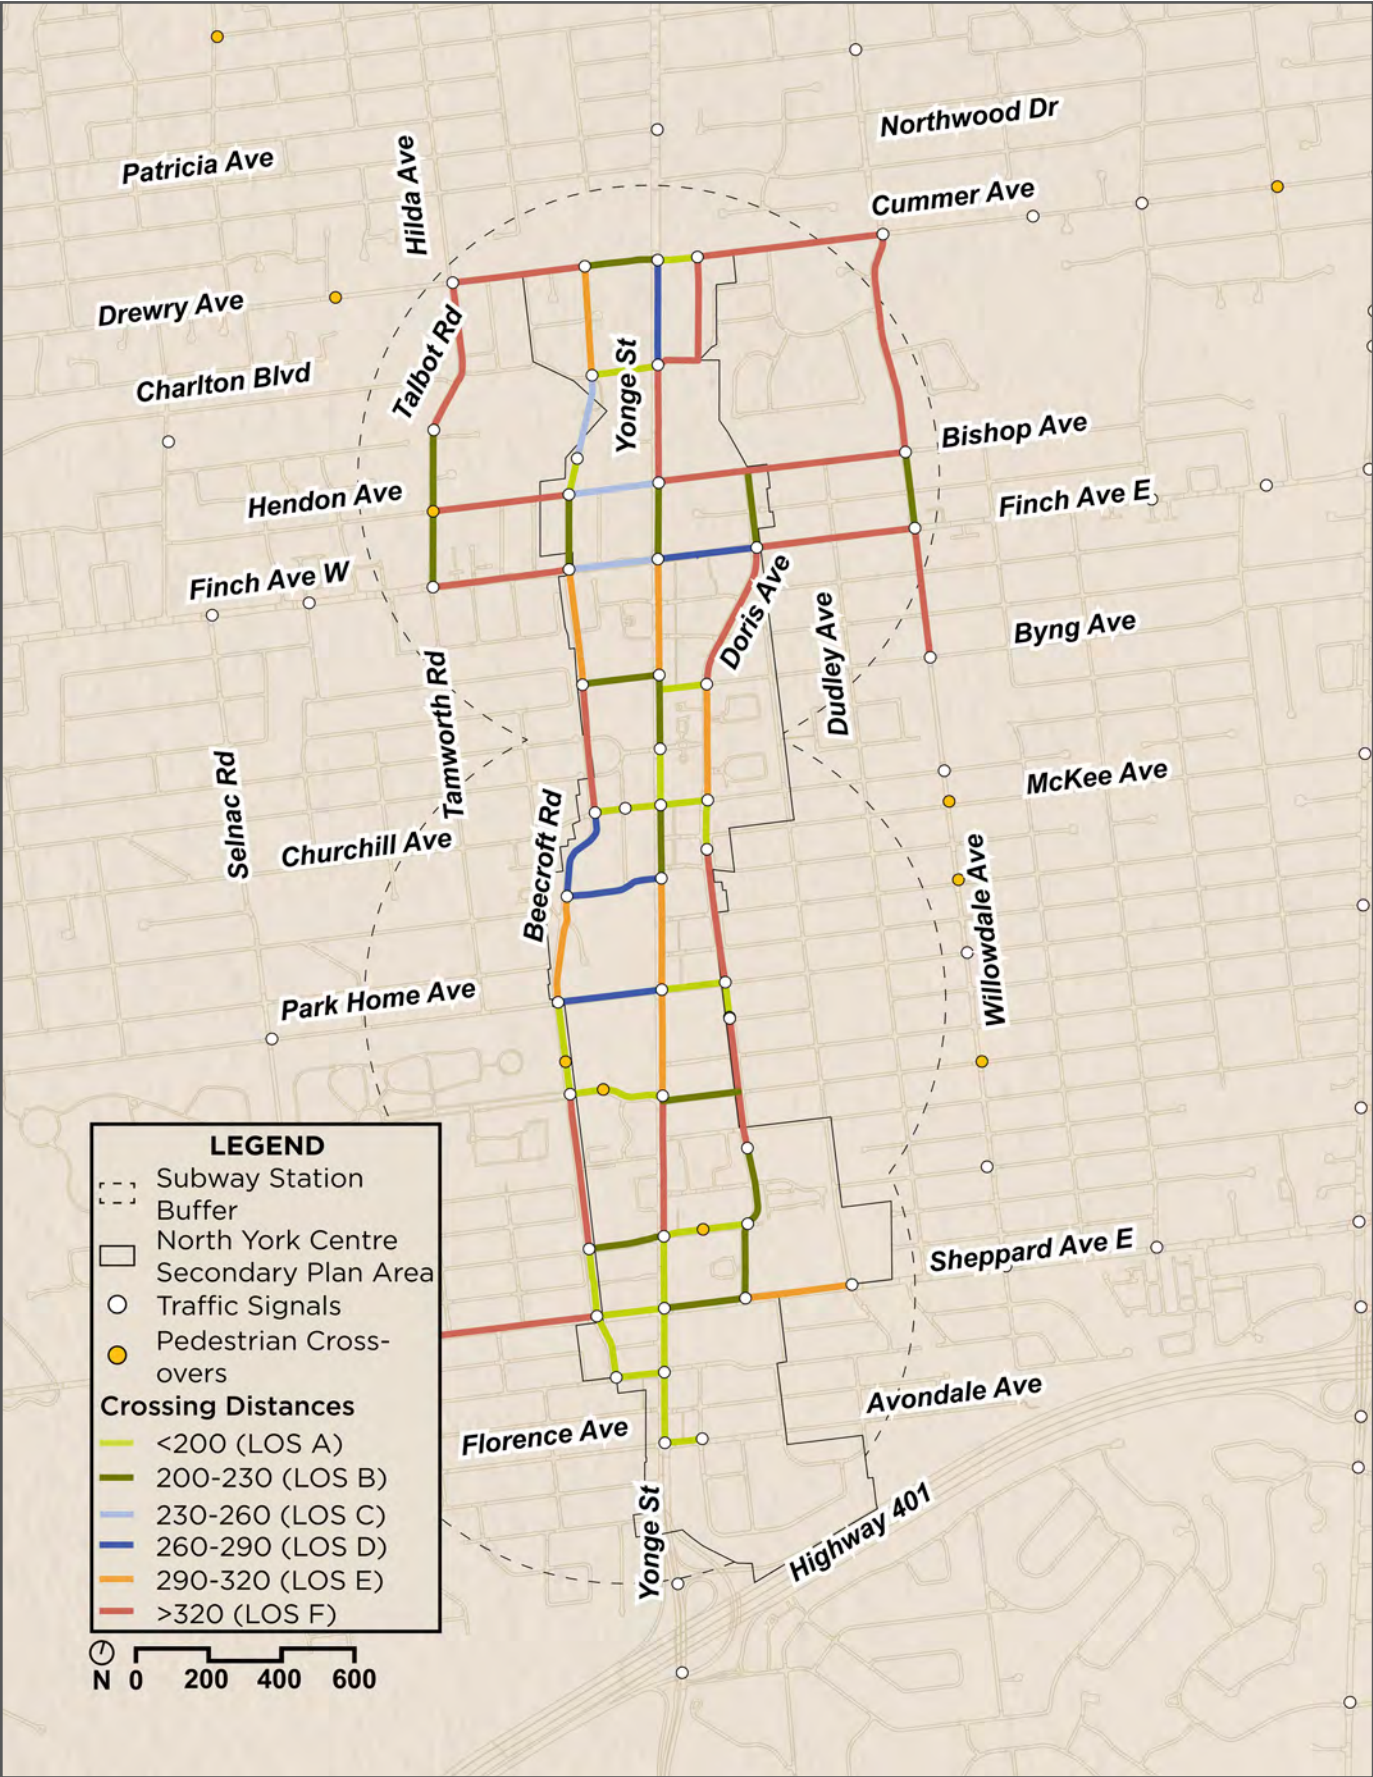 Northwood Dr
Patricia Ave
Hilda Ave
Cummer Ave
Drewry Ave
Talbot Rd
Charlton Blvd
Yonge St
Bishop Ave
Hendon Ave
Finch Ave E
Finch Ave W
Doris Ave
Dudley Ave
Byng Ave
Tamworth Rd
Selnac Rd
McKee Ave
Beecroft Rd
Churchill Ave
Willowdale Ave
Park Home Ave
Sheppard Ave E
Avondale Ave
Florence Ave
Yonge St
Highway 401
LEGEND
Subway Station
Buffer
North York Centre
Secondary Plan Area
Traffic Signals
Pedestrian Cross-
overs
Crossing Distances
<200 (LOS A)
200-230 (LOS B)
230-260 (LOS C)
260-290 (LOS D)
290-320 (LOS E)
>320 (LOS F)
N 0 200 400 600